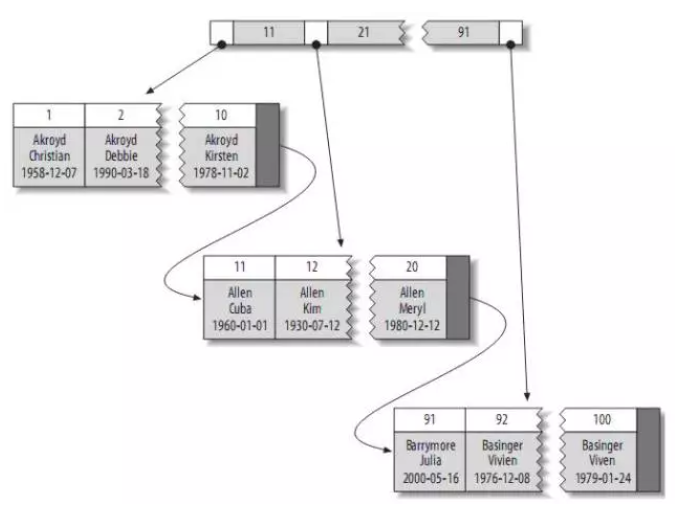 11 21 91
1 2 10
Akroyd Akroyd Akroyd
Christian Debbie Kirsten
1958-12-07 1990-03-18 1978-11-02
11 12 20
Allen Allen Allen
Cuba Kim Meryl
1960-01-01 1930-07-12 1980-12-12
91 92 100
Barrymore Basinger Basinger
Julia Vivien Viven
2000-05-16 1976-12-08 1979-01-24